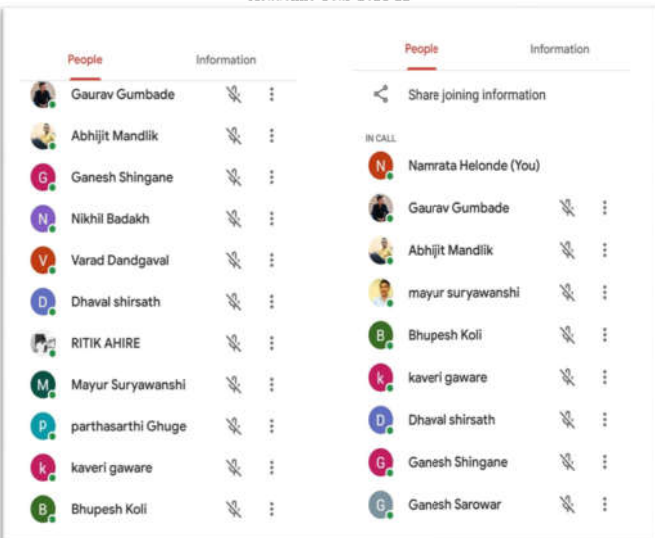 People Information
Gaurav Gumbade
Abhijit Mandlik
G Ganesh Shingane
N Nikhil Badakh
V Varad Dandgaval
D Dhaval shirsath
RITIK AHIRE
M Mayur Suryawanshi
p parthasarthi Ghuge
k kaveri gaware
B Bhupesh Koli
People Information
Share joining information
IN CALL
N Namrata Helonde (You)
Gaurav Gumbade
Abhijit Mandlik
mayur suryawanshi
B Bhupesh Koli
k kaveri gaware
D Dhaval shirsath
G Ganesh Shingane
G Ganesh Sarowar